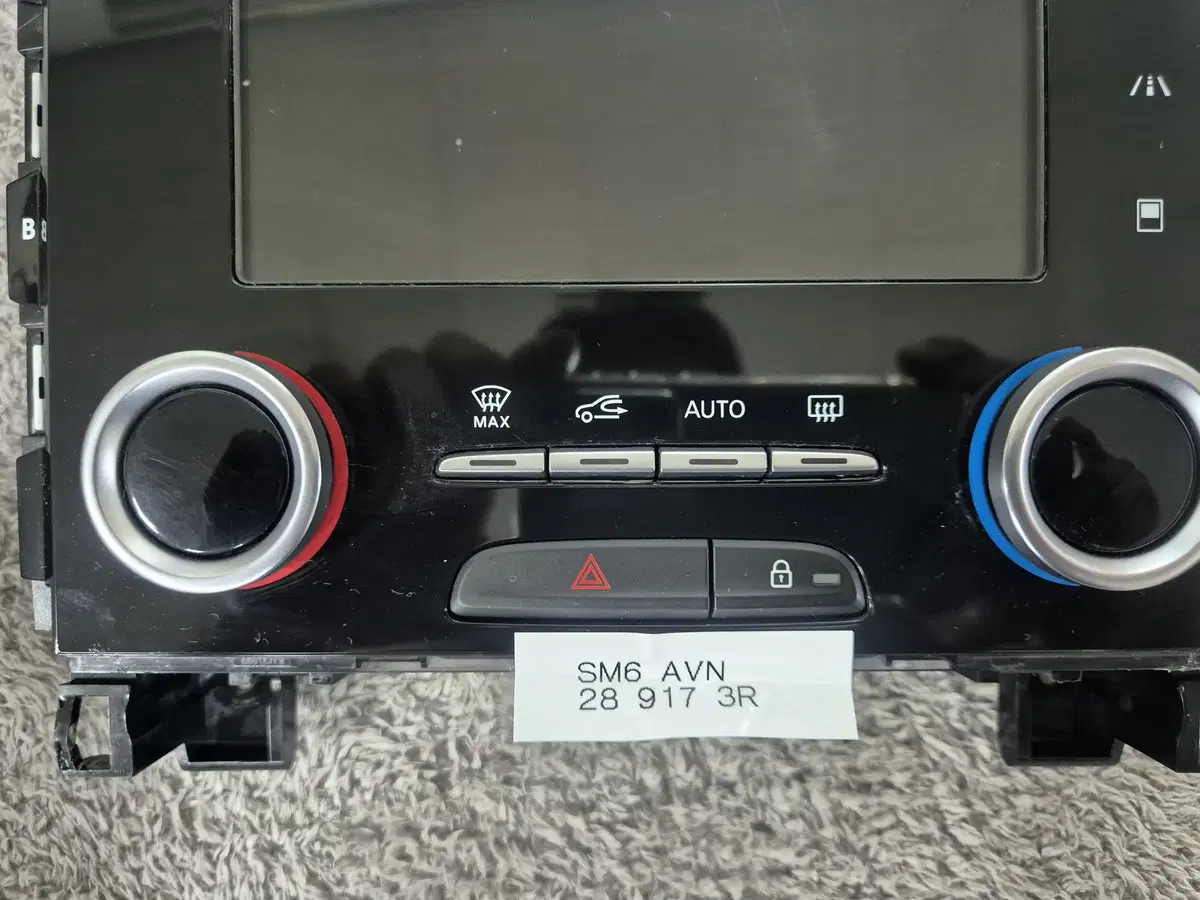 B
MAX
AUTO
SM6 AVN
28 917 3R